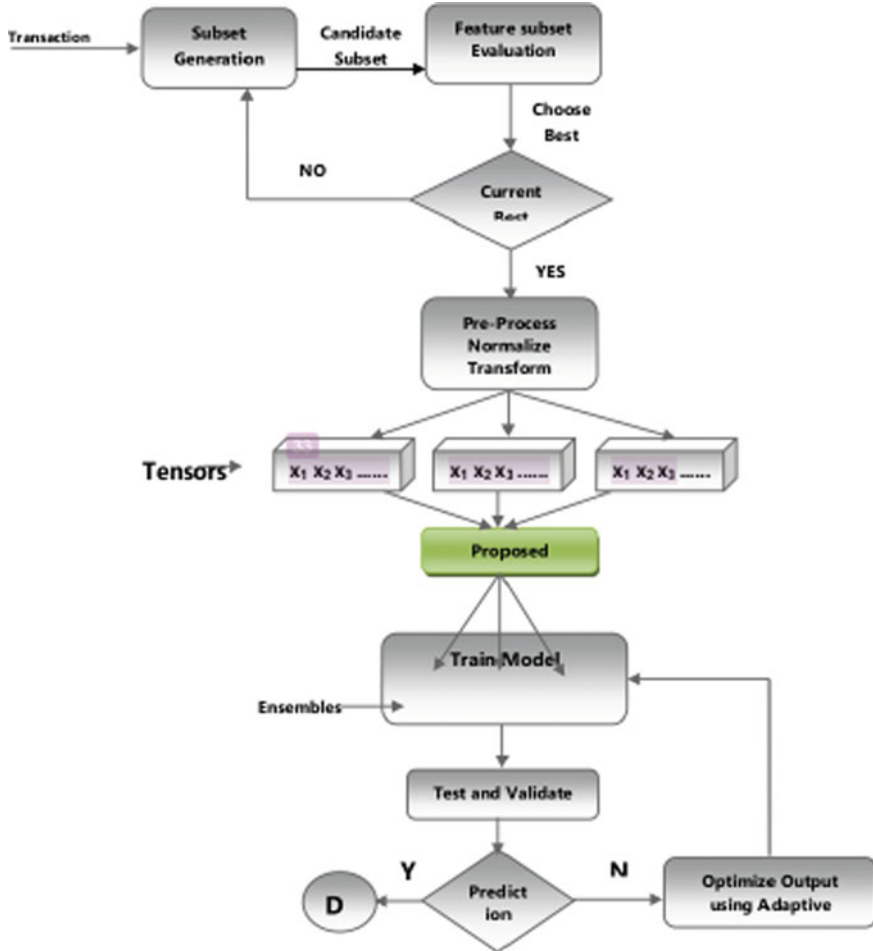 Transaction
Subset
Generation
Candidate
Subset
Feature subset
Evaluation
Choose
Best
NO
Current
YES
Pre-Process
Normalize
Transform
Tensors
X₁ X₂ X₃ ......
X₁ X₂ X₃ ......
X₁ X₂ X₃ ......
Proposed
Train Model
Ensembles
Test and Validate
Y
N
D
Predict
ion
Optimize Output
using Adaptive